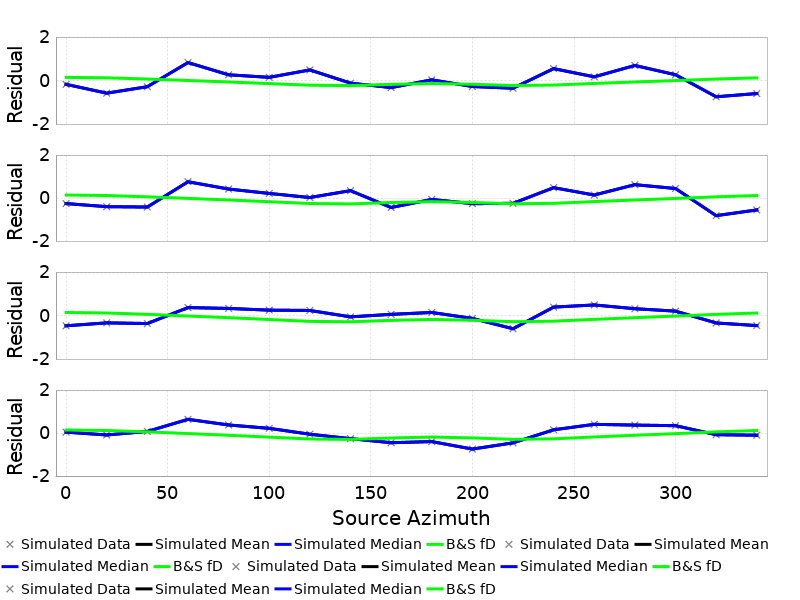 2
0
-2
Residual
2
0
-2
Residual
2
0
-2
Residual
2
0
-2
Residual
0 50 100 150 200 250 300
Source Azimuth
× Simulated Data Simulated Mean Simulated Median B&S fD × Simulated Data Simulated Mean
Simulated Median B&S fD × Simulated Data Simulated Mean Simulated Median B&S fD
× Simulated Data Simulated Mean Simulated Median B&S fD